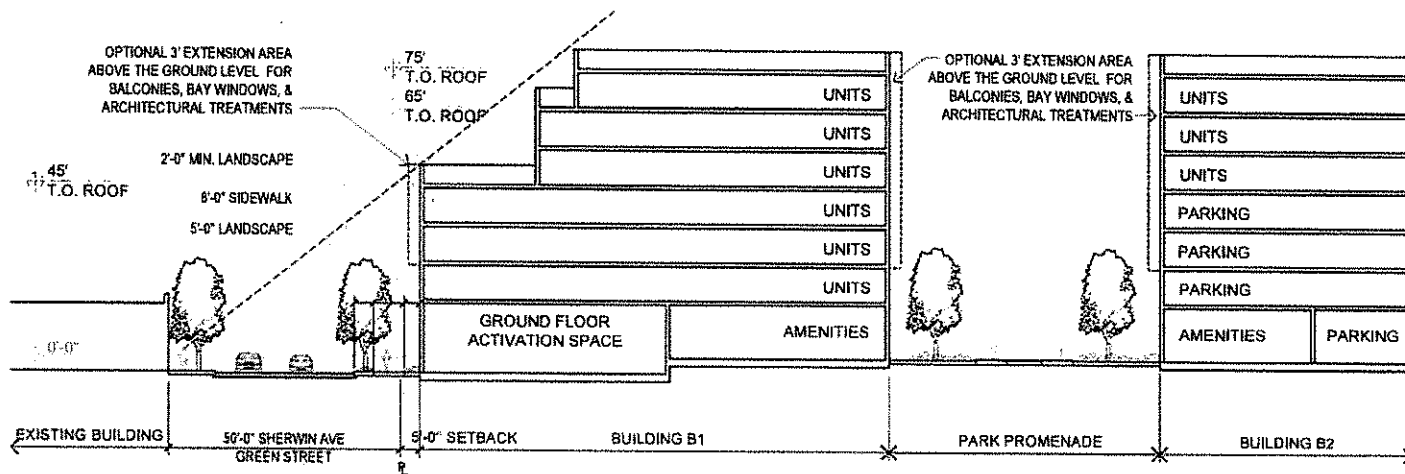 OPTIONAL 3' EXTENSION AREA
ABOVE THE GROUND LEVEL FOR
BALCONIES, BAY WINDOWS, &
ARCHITECTURAL TREATMENTS
75'
T.O. ROOF
65'
T.O. ROOF
2'-0" MIN. LANDSCAPE
45'
T.O. ROOF
6'-0" SIDEWALK
5'-0" LANDSCAPE
0'-0"
UNITS
UNITS
UNITS
UNITS
UNITS
UNITS
GROUND FLOOR
ACTIVATION SPACE
AMENITIES
OPTIONAL 3' EXTENSION AREA
ABOVE THE GROUND LEVEL FOR
BALCONIES, BAY WINDOWS, &
ARCHITECTURAL TREATMENTS
UNITS
UNITS
UNITS
PARKING
PARKING
PARKING
AMENITIES
PARKING
EXISTING BUILDING
50'-0" SHERWIN AVE
GREEN STREET
5'-0" SETBACK
BUILDING B1
PARK PROMENADE
BUILDING B2
PL